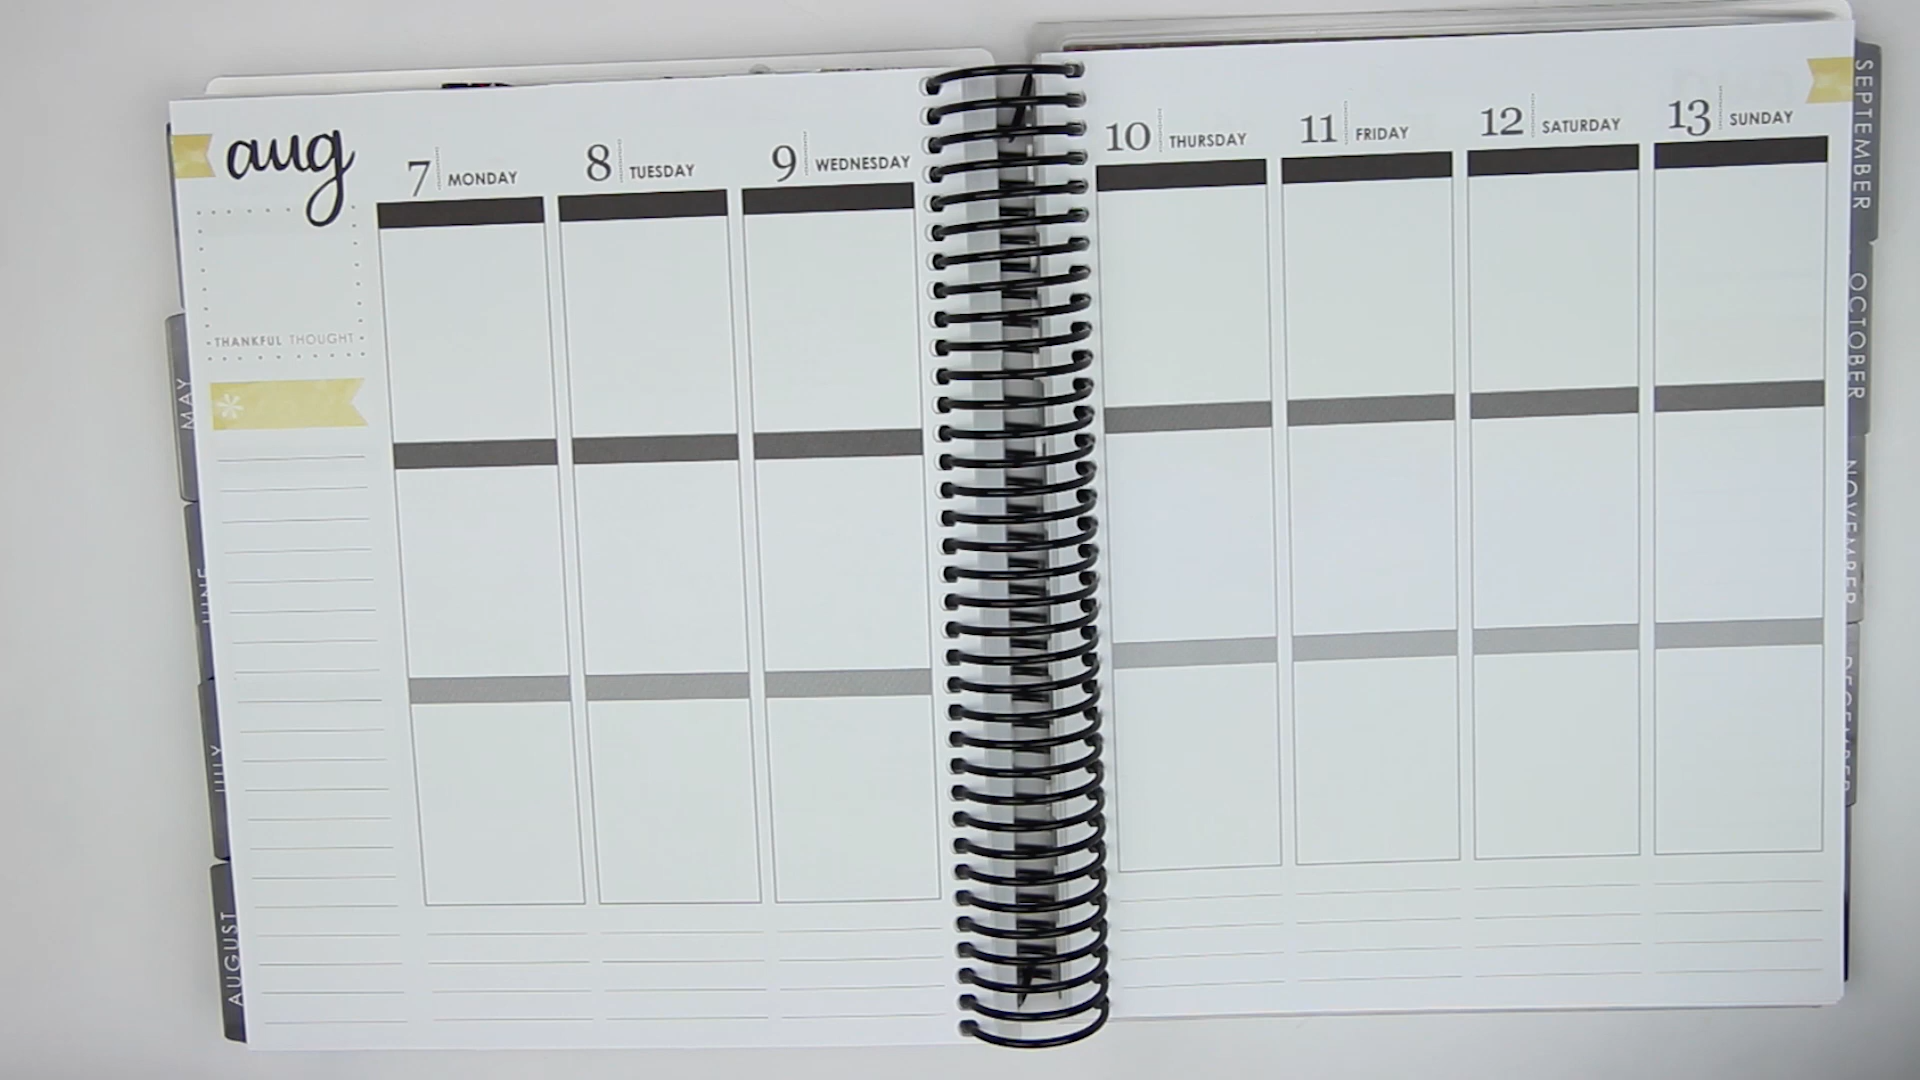 aug
7 MONDAY
8 TUESDAY
9 WEDNESDAY
10 THURSDAY
11 FRIDAY
12 SATURDAY
13 SUNDAY
THANKFUL THOUGHT
MAY
JUNE
JULY
AUGUST
SEPTEMBER
OCTOBER
NOVEMBER
DECEMBER